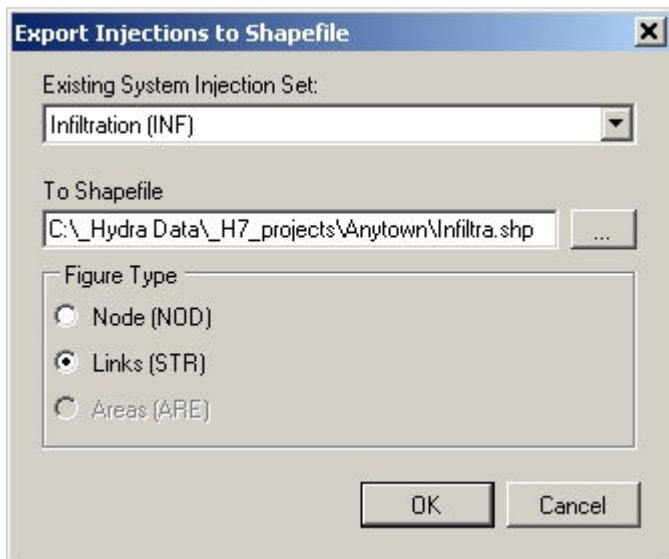 Export Injections to Shapefile
Existing System Injection Set:
Infiltration (INF)
To Shapefile
C:\_Hydra Data\_H7_projects\Anytown\Infiltra.shp ...
Figure Type
Node (NOD)
Links (STR)
Areas (ARE)
OK Cancel